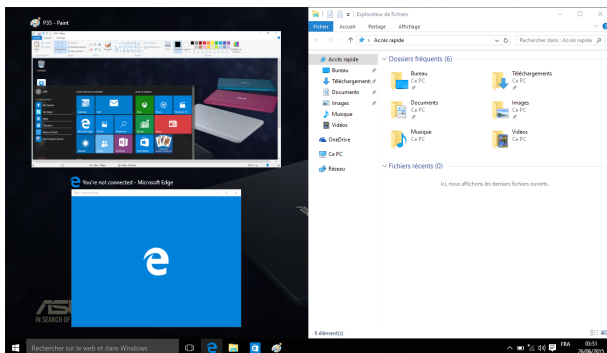 P35 - Paint
You're not connected - Microsoft Edge
ASUS
IN SEARCH OF
Explorateur de fichiers
Fichier Accueil Partage Affichage
Accès rapide
Rechercher dans : Accès rapide
Accès rapide
Bureau
Téléchargements
Documents
Images
Musique
Vidéos
OneDrive
Ce PC
Réseau
Dossiers fréquents (6)
Bureau
Ce PC
Téléchargements
Ce PC
Documents
Ce PC
Images
Ce PC
Musique
Ce PC
Vidéos
Ce PC
Fichiers récents (0)
Ici, nous affichons les derniers fichiers ouverts.
0 élément(s)
Rechercher sur le web et dans Windows
FRA
03:51
26/06/2015